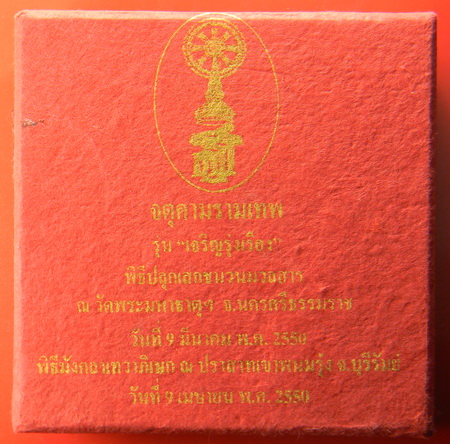 จตุคามรามเทพ
รุ่น "เจริญรุ่งเรือง"
พิธีปลุกเสกชนวนมวลสาร
ณ วัดพระมหาธาตุฯ จ.นครศรีธรรมราช
วันที่ 9 มีนาคม พ.ศ. 2550
พิธีมังคลาเทวาภิเษก ณ ปราสาทเขาพนมรุ้ง จ.บุรีรัมย์
วันที่ 9 เมษายน พ.ศ. 2550